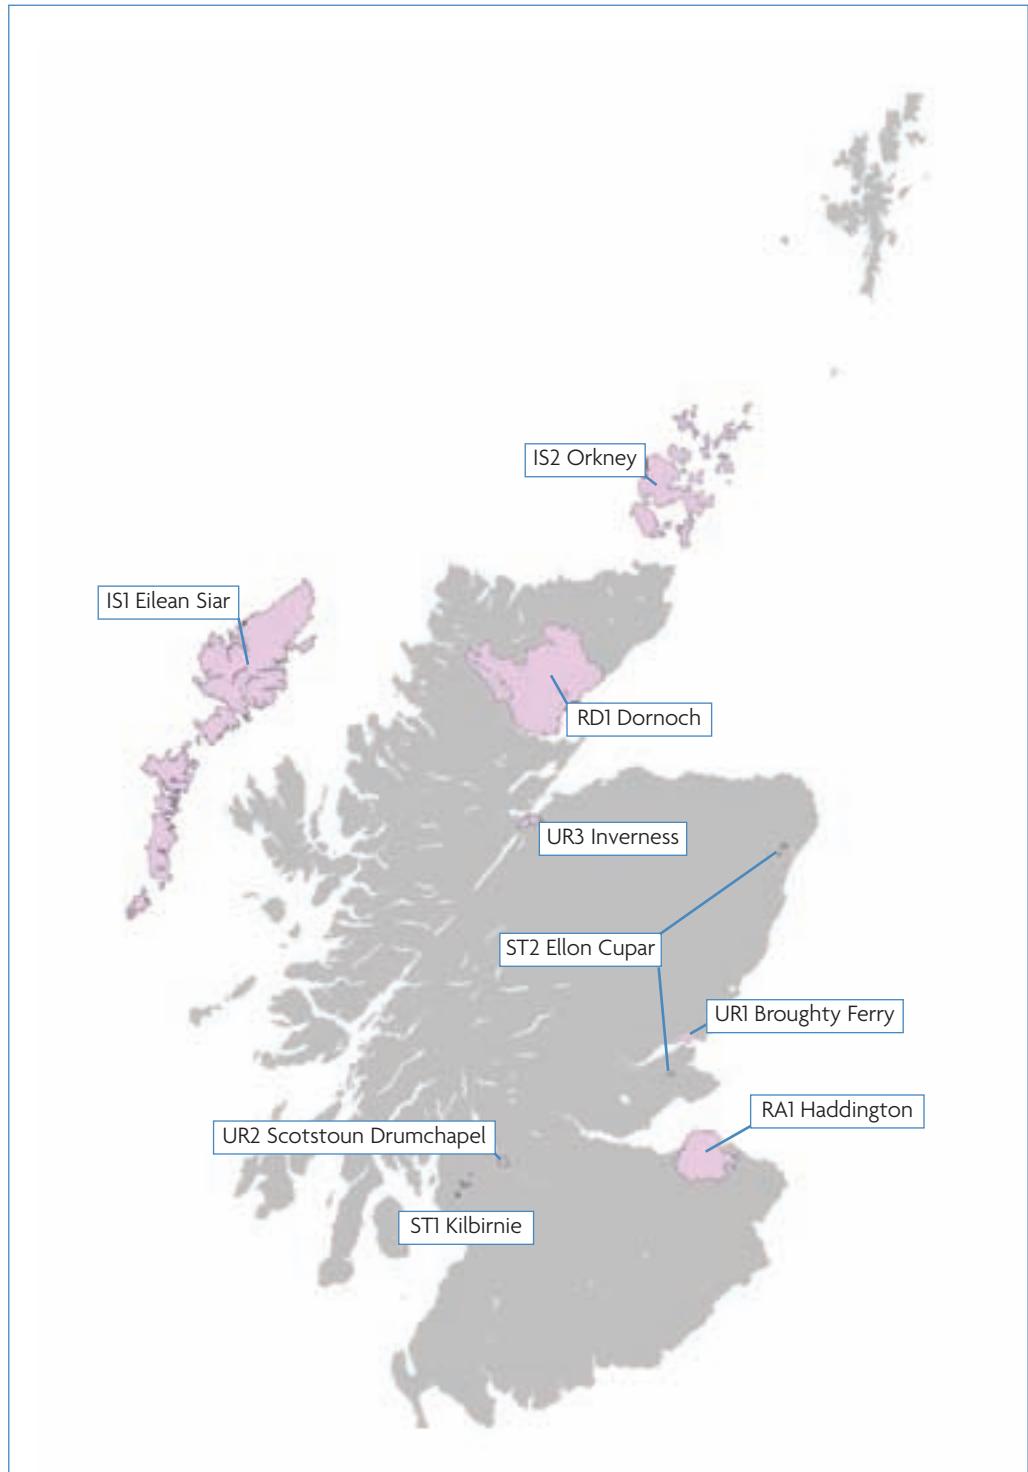 IS2 Orkney
IS1 Eilean Siar
RD1 Dornoch
UR3 Inverness
ST2 Ellon Cupar
UR1 Broughty Ferry
RA1 Haddington
UR2 Scotstoun Drumchapel
ST1 Kilbirnie